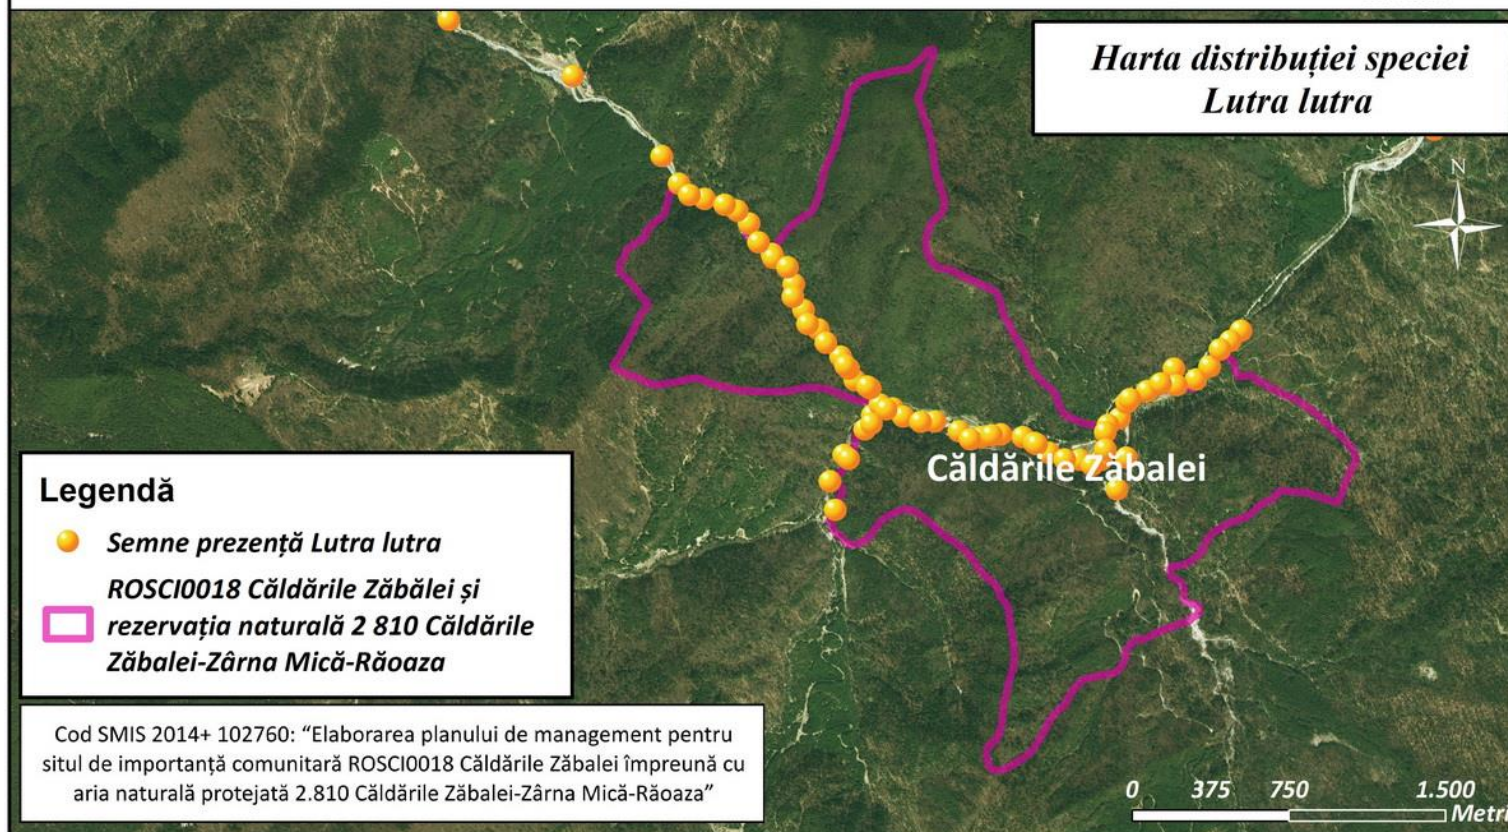 Harta distribuției speciei
Lutra lutra
N
Căldările Zăbalei
Legendă
Semne prezență Lutra lutra
ROSCI0018 Căldările Zăbălei și
rezervația naturală 2 810 Căldările
Zăbalei-Zârna Mică-Răoaza
Cod SMIS 2014+ 102760: “Elaborarea planului de management pentru
situl de importanță comunitară ROSCI0018 Căldările Zăbalei împreună cu
aria naturală protejată 2.810 Căldările Zăbalei-Zârna Mică-Răoaza”
0 375 750 1.500
Metri